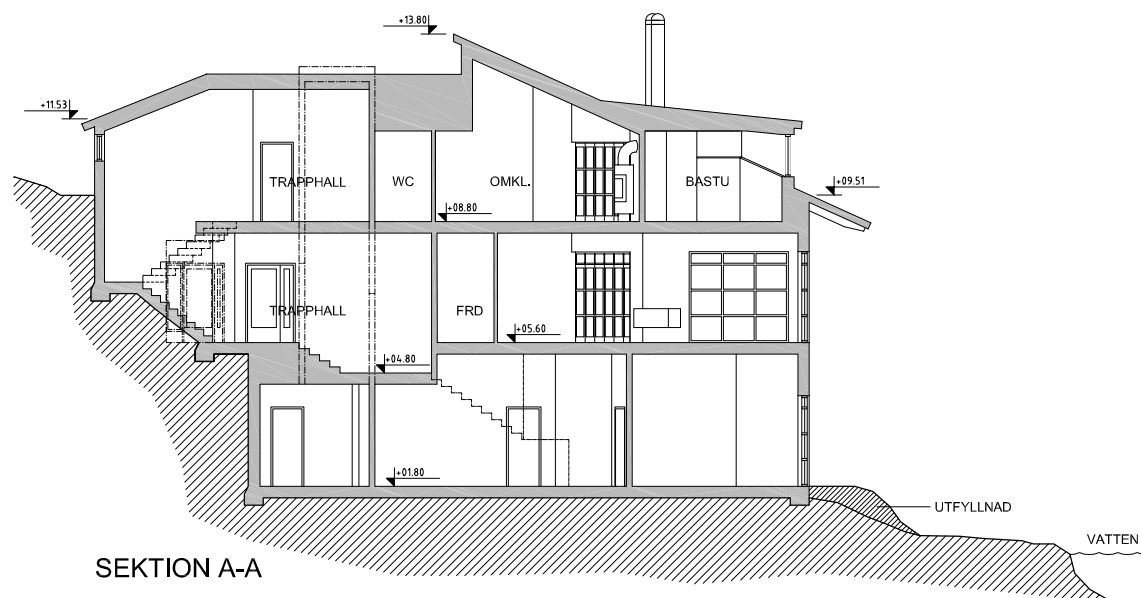 +13.80
+11.53
TRAPPHALL
WC
OMKL.
BASTU
+09.51
+08.80
TRAPPHALL
FRD
+05.60
+04.80
+01.80
UTFYLLNAD
VATTEN
SEKTION A-A